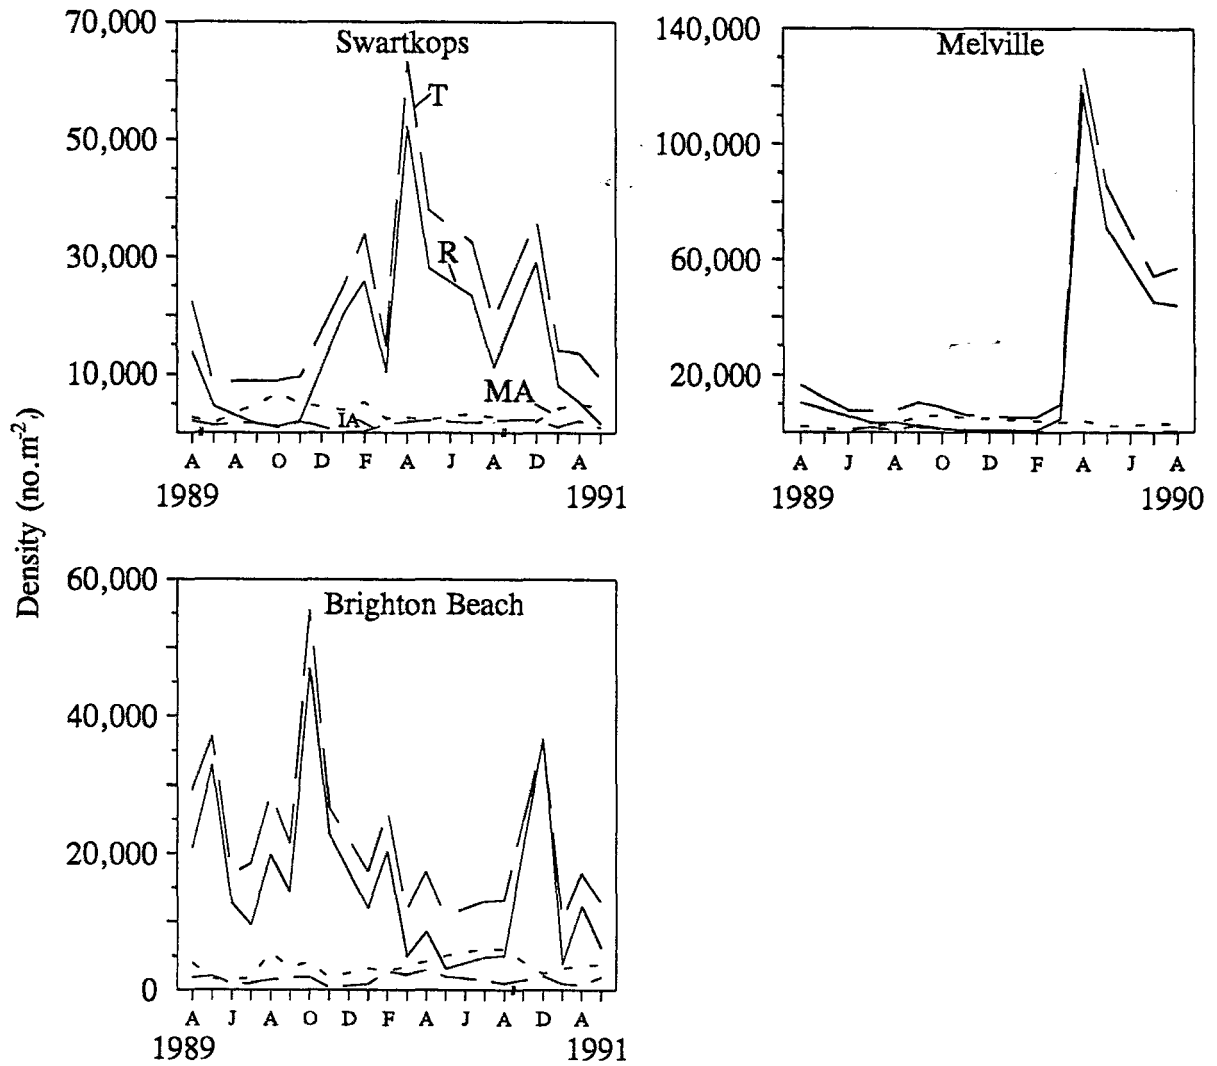 70,000
50,000
30,000
10,000
Swartkops
T
R
MA
IA
A A O D F A J A D A
1989 1991
140,000
100,000
60,000
20,000
Melville
A J A O D F A J A
1989 1990
Density (no.m⁻²)
60,000
40,000
20,000
0
Brighton Beach
A J A O D F A J A D A
1989 1991